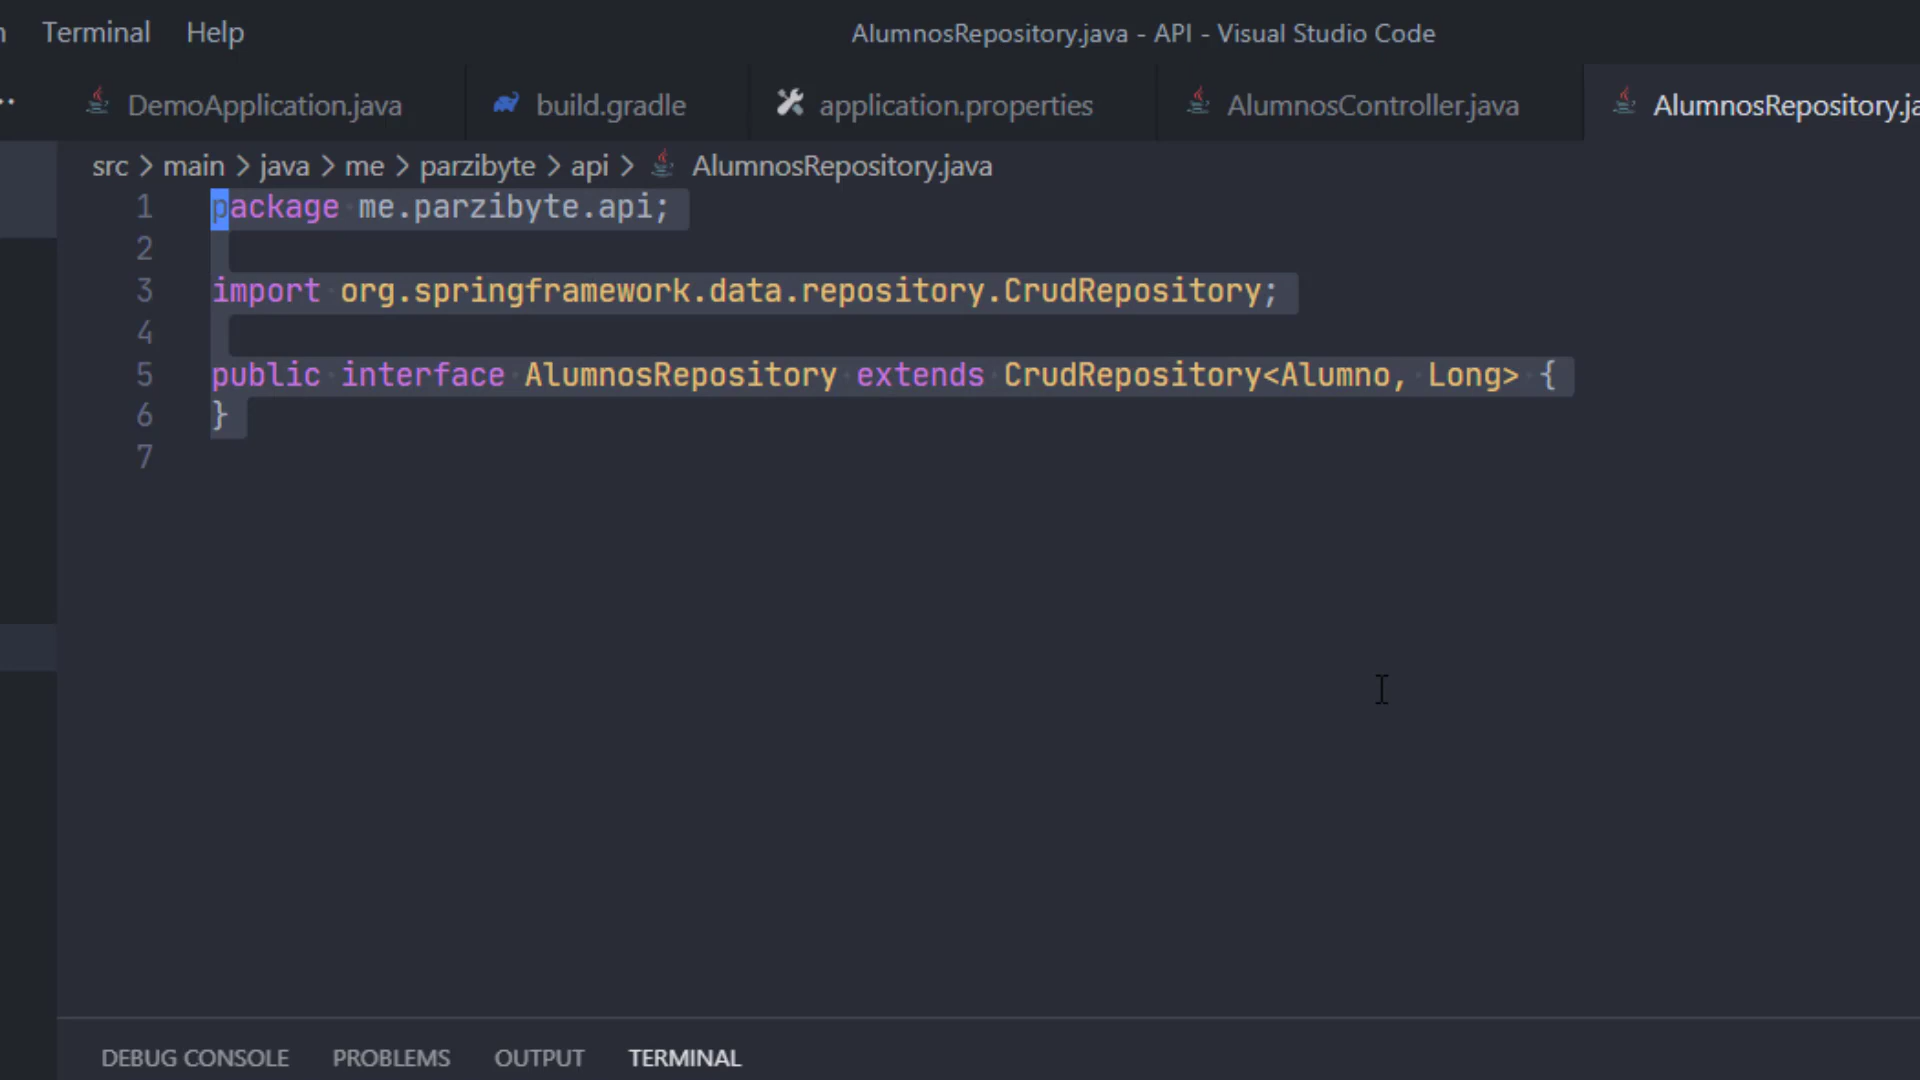 Terminal Help AlumnosRepository.java - API - Visual Studio Code
DemoApplication.java build.gradle application.properties AlumnosController.java AlumnosRepository.ja
src > main > java > me > parzibyte > api > AlumnosRepository.java
1 package me.parzibyte.api;
2
3 import org.springframework.data.repository.CrudRepository;
4
5 public interface AlumnosRepository extends CrudRepository<Alumno, Long> {
6 }
7
DEBUG CONSOLE PROBLEMS OUTPUT TERMINAL